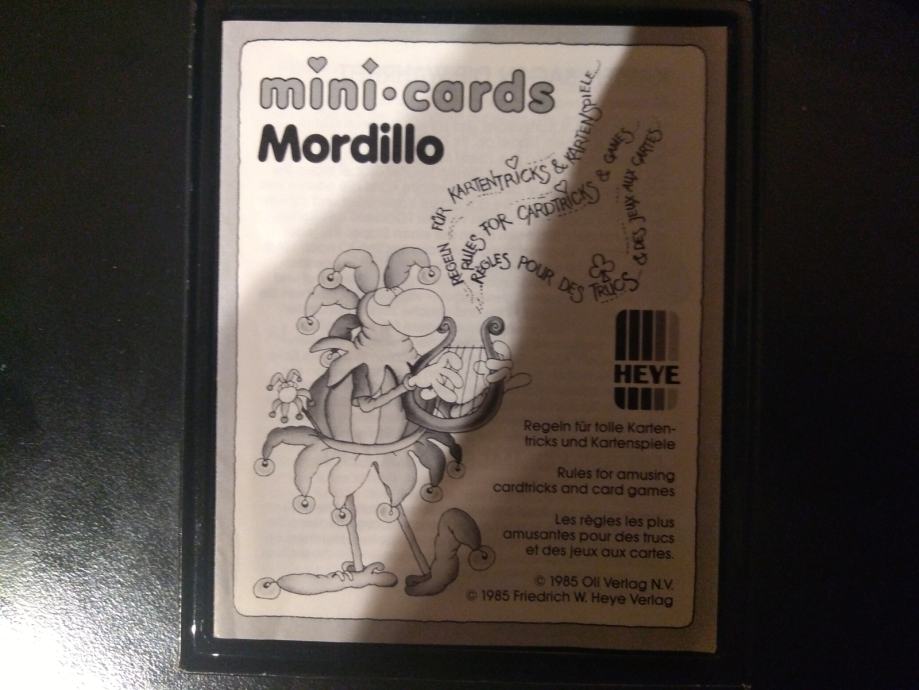 mini•cards
Mordillo
REGELN FÜR KARTENTRICKS & KARTENSPIELE
RULES FOR CARDTRICKS & GAMES
RÈGLES POUR DES TRUCS & DES JEUX AUX CARTES
HEYE
Regeln für tolle Karten-
tricks und Kartenspiele
Rules for amusing
cardtricks and card games
Les règles les plus
amusantes pour des trucs
et des jeux aux cartes.
© 1985 Oli Verlag N.V.
© 1985 Friedrich W. Heye Verlag